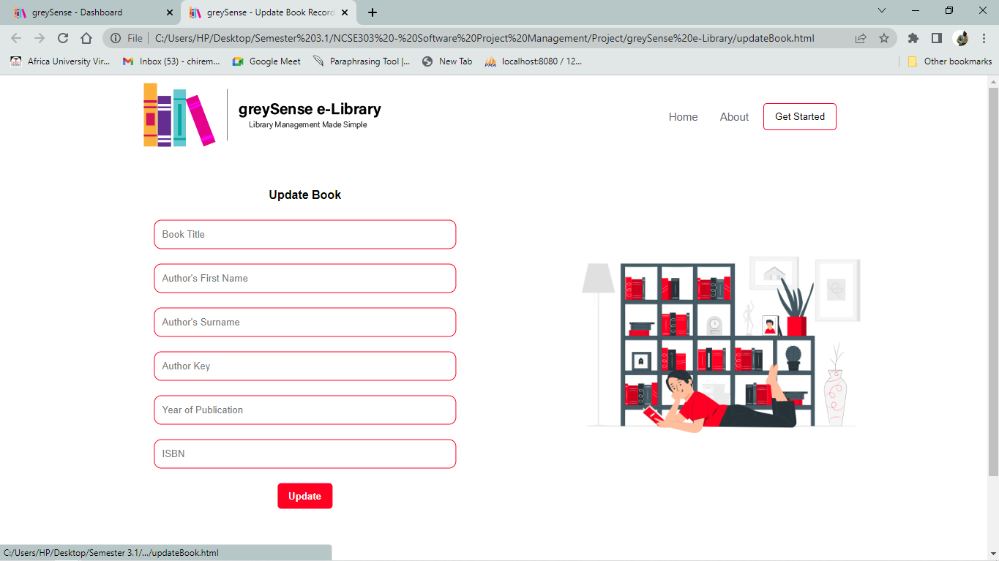 greySense - Dashboard
greySense - Update Book Record
File
C:/Users/HP/Desktop/Semester%203.1/NCSE303%20-%20Software%20Project%20Management/Project/greySense%20e-Library/updateBook.html
Africa University Vir...
Inbox (53) - chirem...
Google Meet
Paraphrasing Tool |...
New Tab
PMA
localhost:8080 / 12...
Other bookmarks
greySense e-Library
Library Management Made Simple
Home
About
Get Started
Update Book
Book Title
Author's First Name
Author's Surname
Author Key
Year of Publication
ISBN
Update
C:/Users/HP/Desktop/Semester 3.1/.../updateBook.html